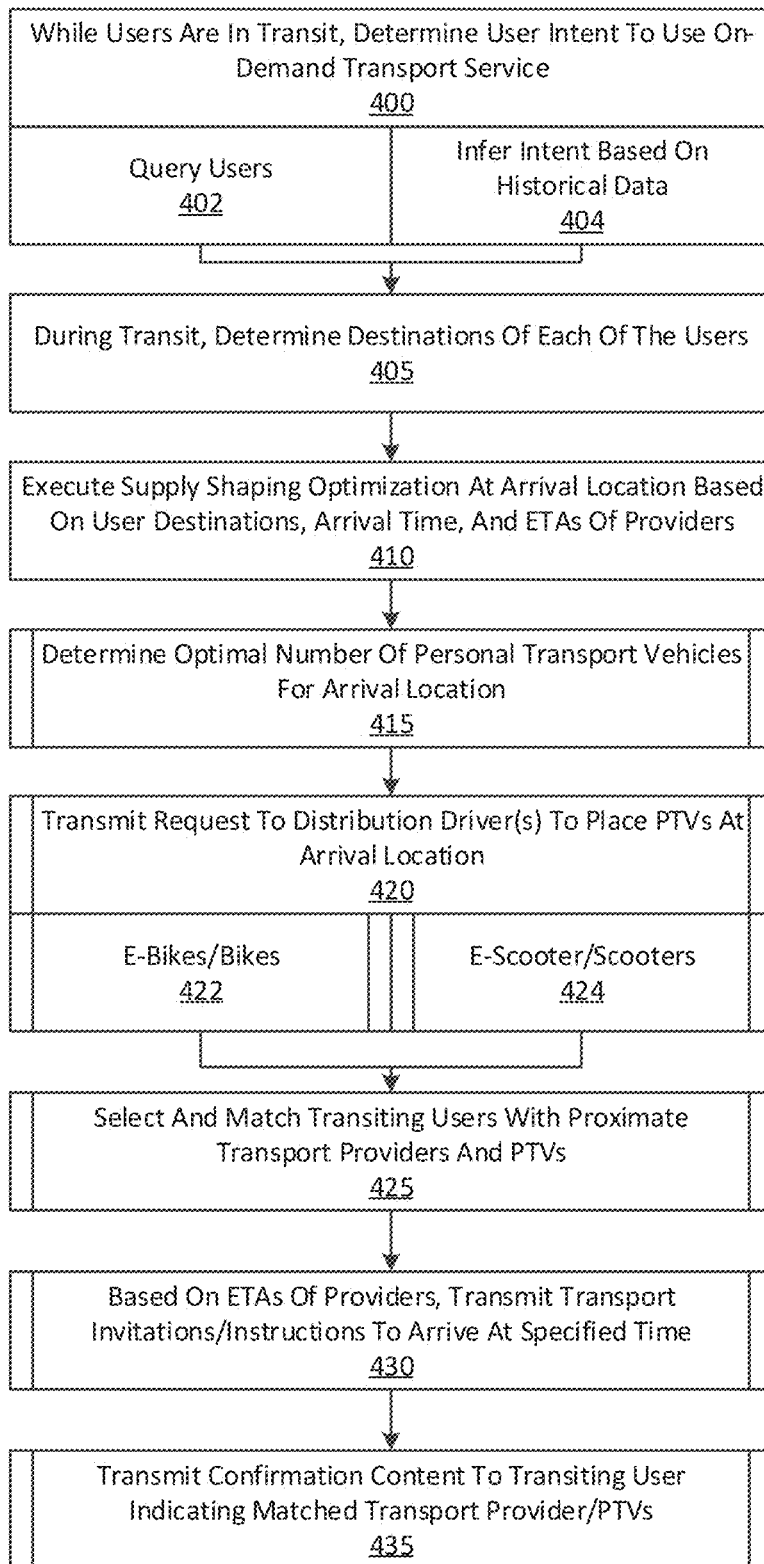 While Users Are In Transit, Determine User Intent To Use On-
Demand Transport Service
400
Query Users
402
Infer Intent Based On
Historical Data
404
During Transit, Determine Destinations Of Each Of The Users
405
Execute Supply Shaping Optimization At Arrival Location Based
On User Destinations, Arrival Time, And ETAs Of Providers
410
Determine Optimal Number Of Personal Transport Vehicles
For Arrival Location
415
Transmit Request To Distribution Driver(s) To Place PTVs At
Arrival Location
420
E-Bikes/Bikes
422
E-Scooter/Scooters
424
Select And Match Transiting Users With Proximate
Transport Providers And PTVs
425
Based On ETAs Of Providers, Transmit Transport
Invitations/Instructions To Arrive At Specified Time
430
Transmit Confirmation Content To Transiting User
Indicating Matched Transport Provider/PTVs
435